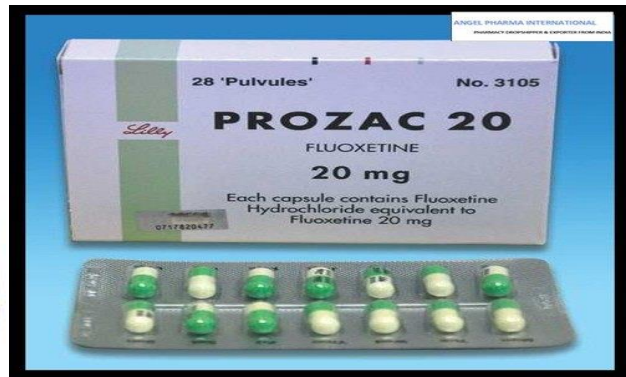 ANGEL PHARMA INTERNATIONAL
PHARMACY DROPSHIPPER & EXPORTER FROM INDIA
28 'Pulvules'
No. 3105
Lilly
PROZAC 20
FLUOXETINE
20 mg
Each capsule contains Fluoxetine
Hydrochloride equivalent to
Fluoxetine 20 mg
0717820477